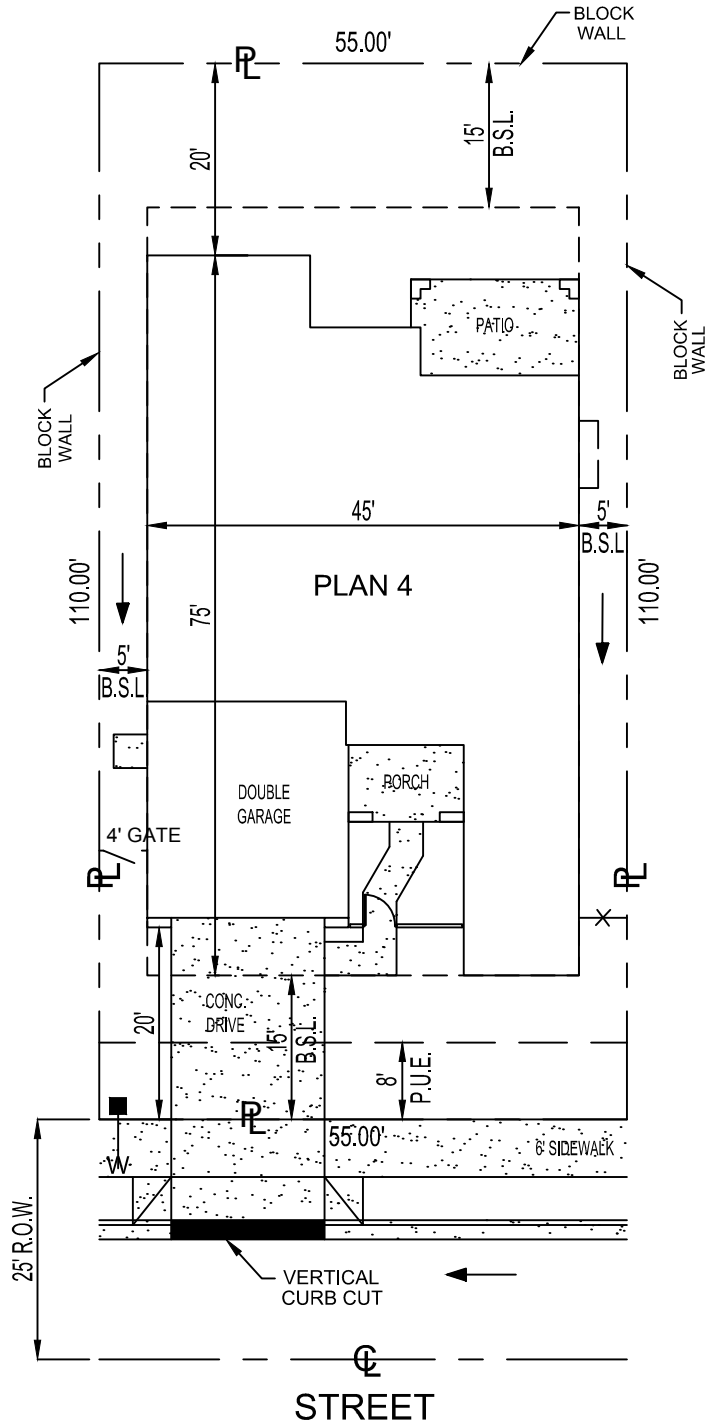 BLOCK
WALL
55.00'
PL
20'
15'
B.S.L.
PATIO
BLOCK
WALL
BLOCK
WALL
45'
5'
B.S.L
PLAN 4
110.00'
110.00'
75'
5'
B.S.L
DOUBLE
GARAGE
PORCH
4' GATE
PL
PL
CONC.
DRIVE
20'
15'
B.S.L.
8'
P.U.E.
PL
55.00'
6' SIDEWALK
W
25' R.O.W.
VERTICAL
CURB CUT
CL
STREET